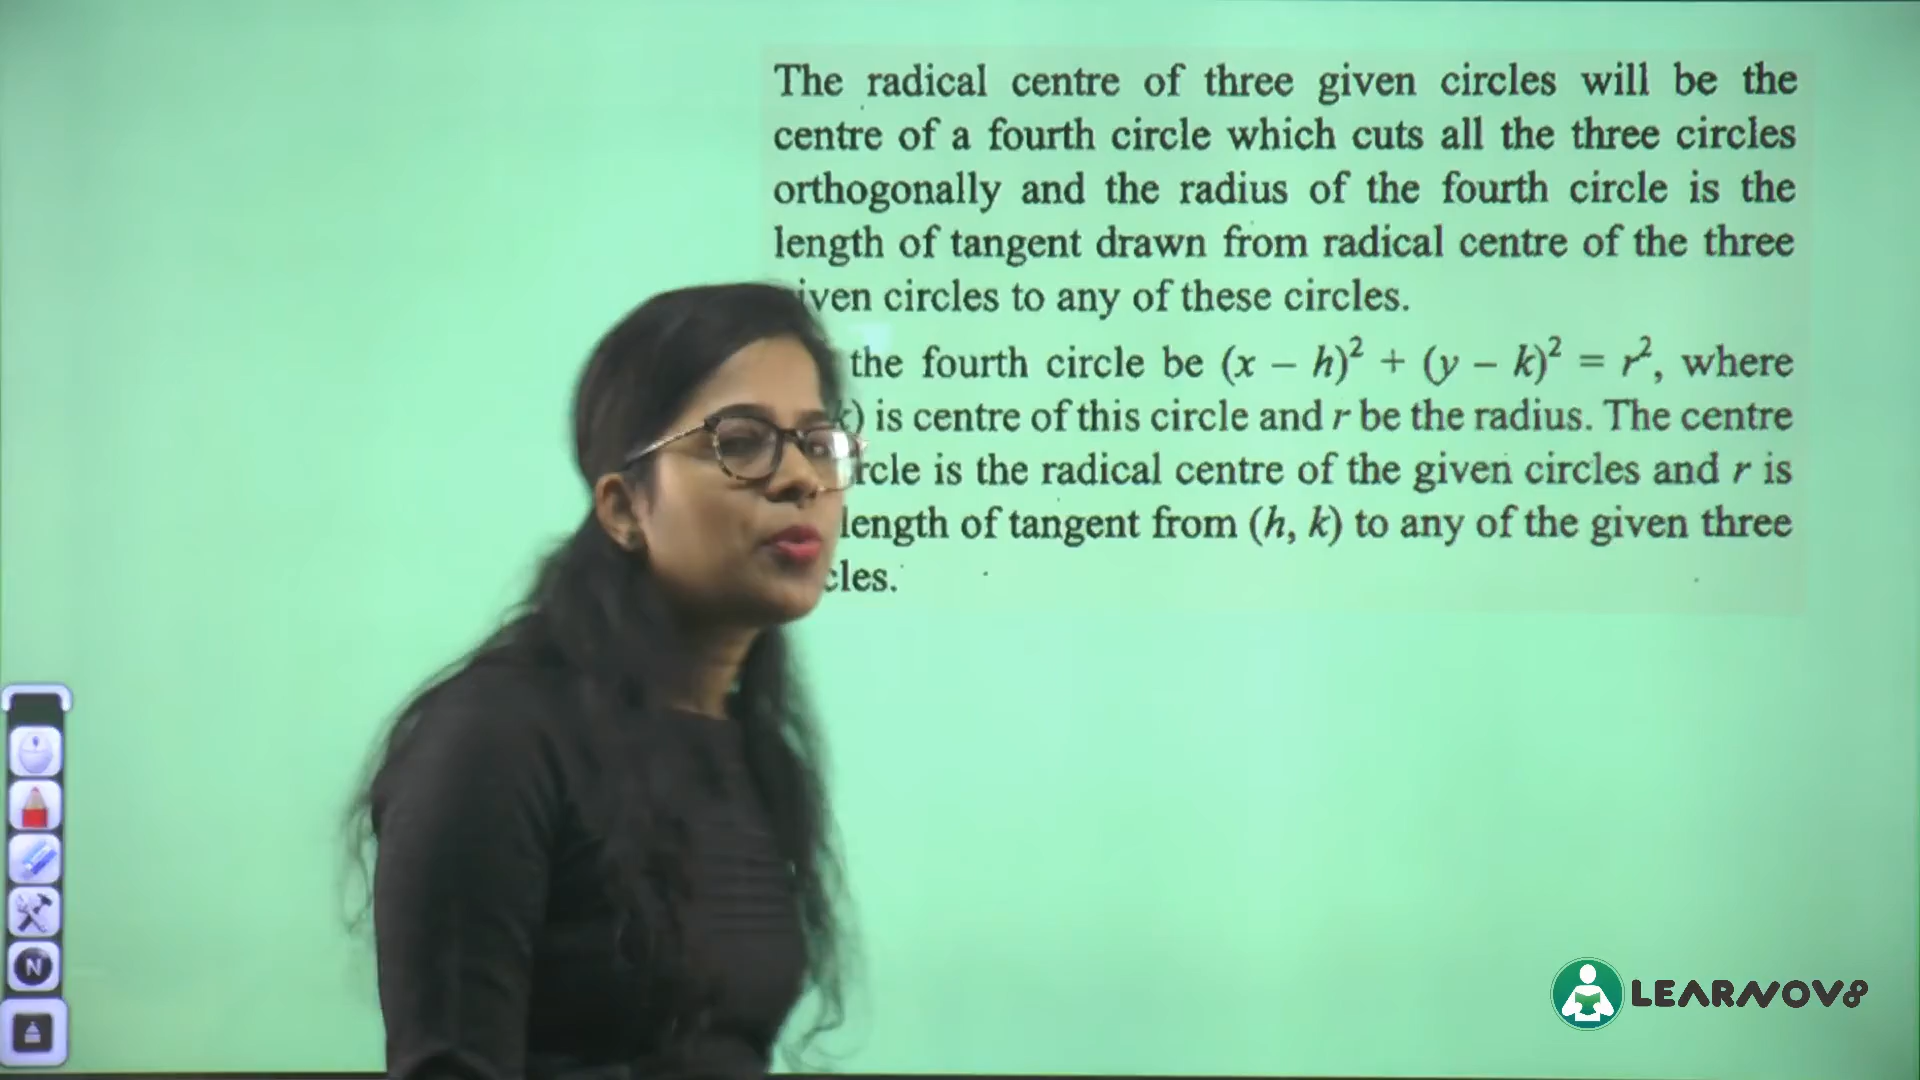 The radical centre of three given circles will be the
centre of a fourth circle which cuts all the three circles
orthogonally and the radius of the fourth circle is the
length of tangent drawn from radical centre of the three
iven circles to any of these circles.
the fourth circle be (x – h)² + (y – k)² = r², where
k) is centre of this circle and r be the radius. The centre
rcle is the radical centre of the given circles and r is
length of tangent from (h, k) to any of the given three
cles.
N
LEARNOV8